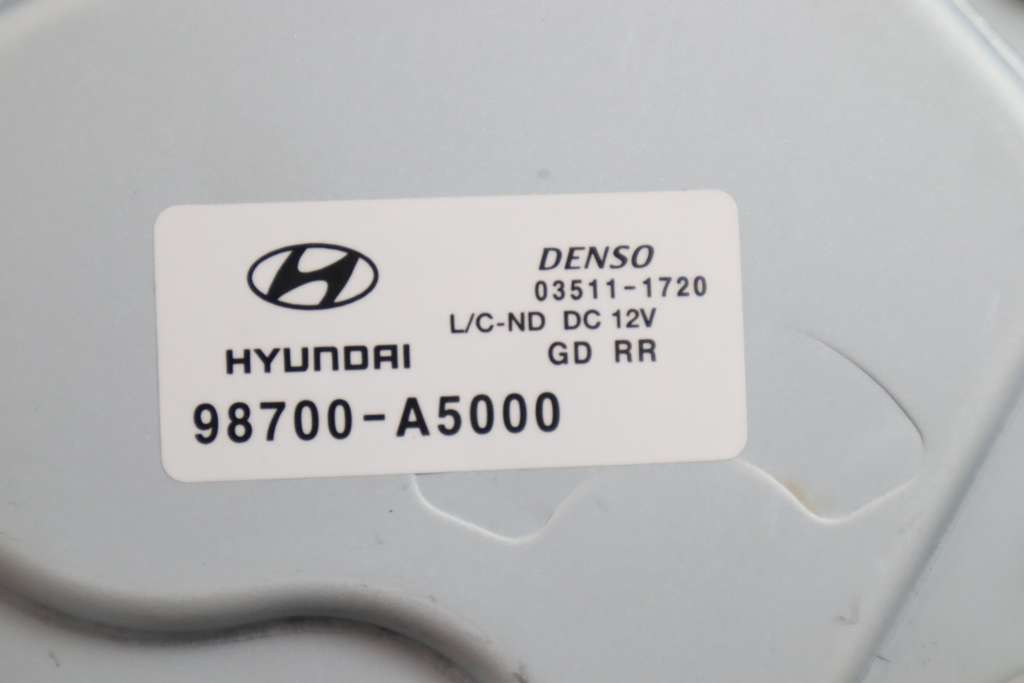 DENSO
03511-1720
L/C-ND DC 12V
HYUNDAI
GD RR
98700-A5000